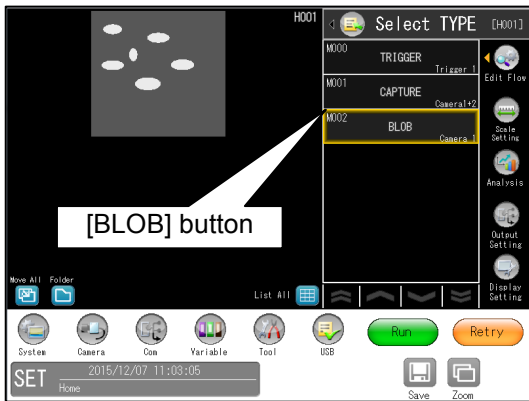 H001
Select TYPE
[H001]
M000
TRIGGER
Trigger 1
M001
CAPTURE
Camera1+2
M002
BLOB
Camera 1
Edit Flow
Scale
Setting
Analysis
Output
Setting
Display
Setting
[BLOB] button
Move All
Folder
List All
System
Camera
Com
Variable
Tool
USB
Run
Retry
SET
2015/12/07 11:03:05
Home
Save
Zoom